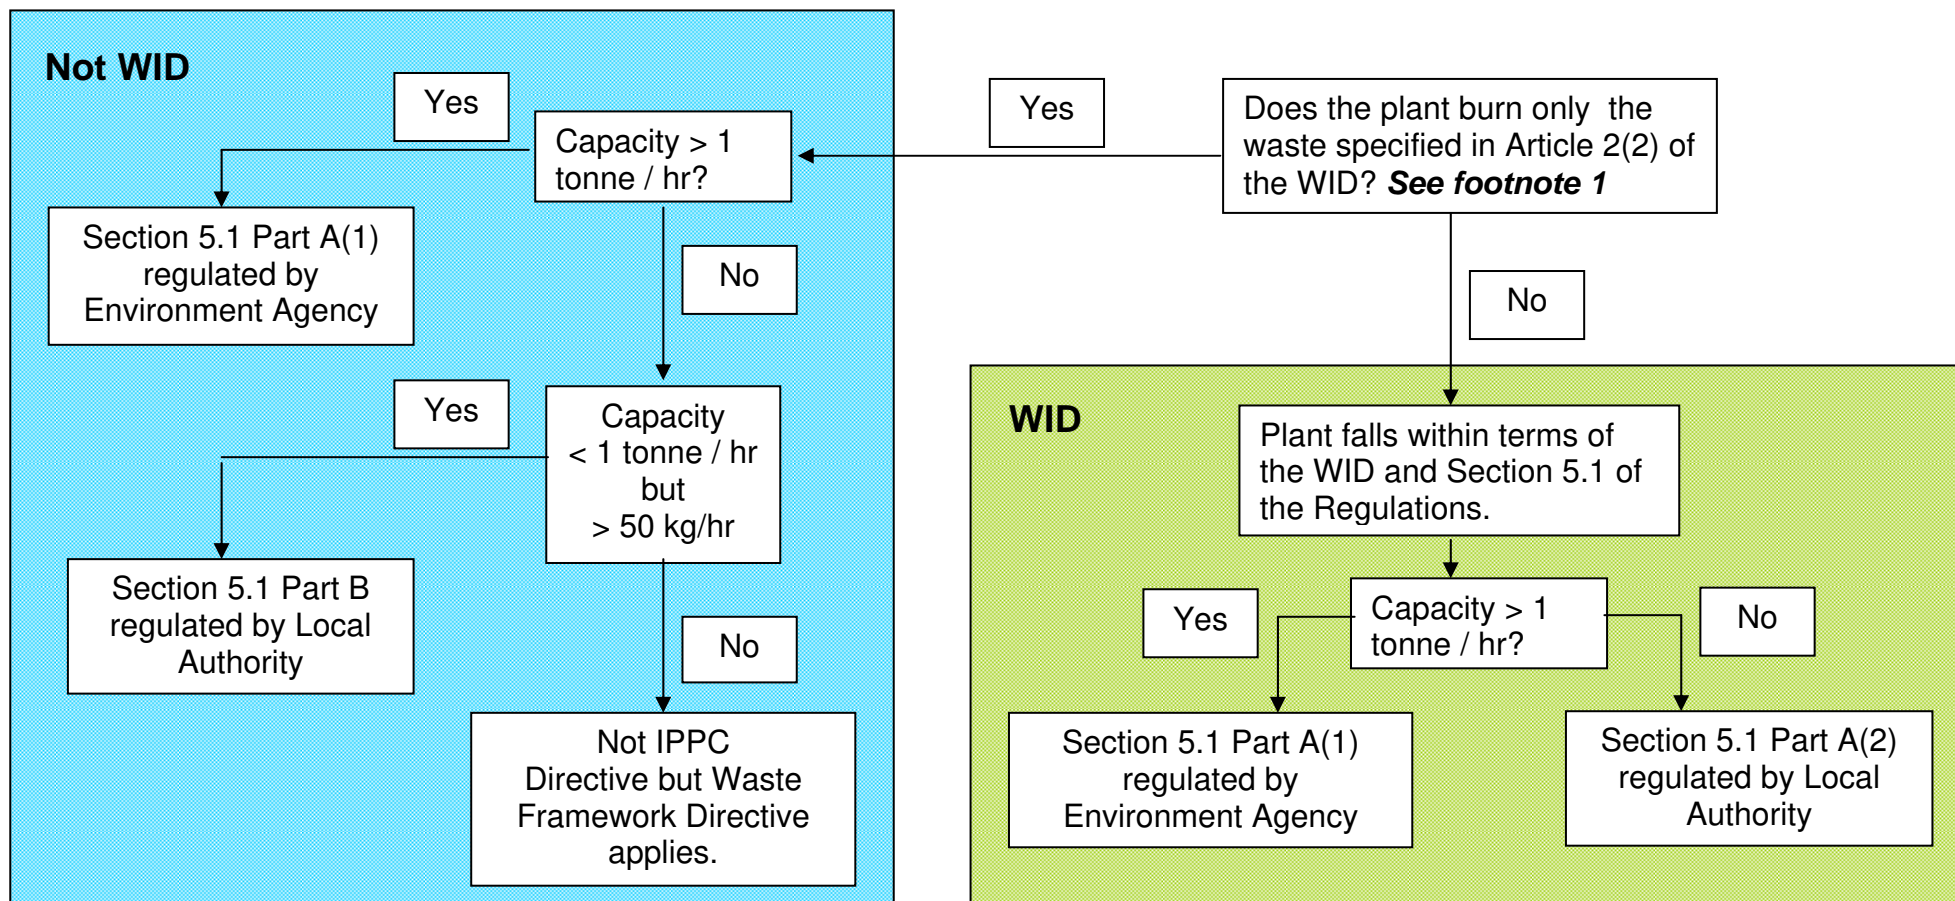 Not WID
Yes
Capacity > 1
tonne / hr?
Yes
Does the plant burn only the
waste specified in Article 2(2) of
the WID? See footnote 1
Section 5.1 Part A(1)
regulated by
Environment Agency
No
No
Yes
Capacity
< 1 tonne / hr
but
> 50 kg/hr
WID
Plant falls within terms of
the WID and Section 5.1 of
the Regulations.
Section 5.1 Part B
regulated by Local
Authority
No
Yes
Capacity > 1
tonne / hr?
No
Not IPPC
Directive but Waste
Framework Directive
applies.
Section 5.1 Part A(1)
regulated by
Environment Agency
Section 5.1 Part A(2)
regulated by Local
Authority